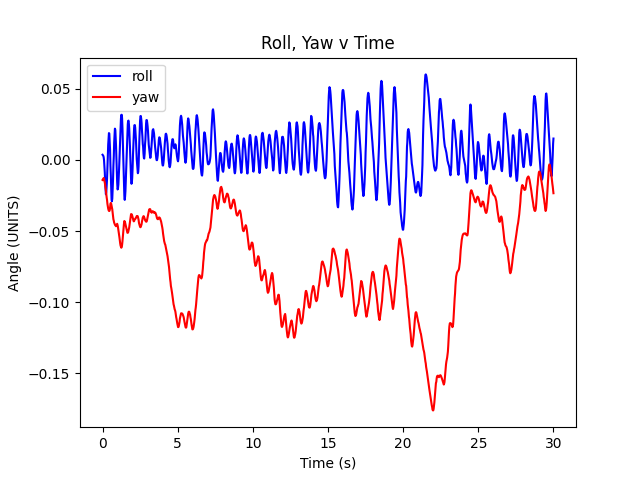 Roll, Yaw v Time
roll
yaw
0.05
0.00
−0.05
−0.10
−0.15
Angle (UNITS)
0 5 10 15 20 25 30
Time (s)